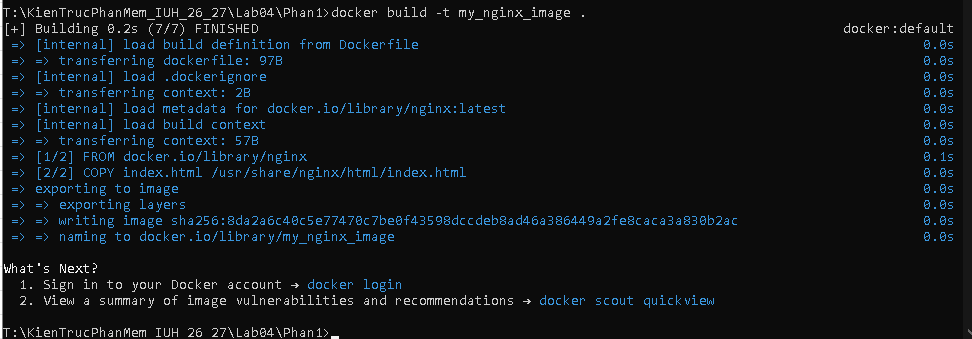 T:\KienTrucPhanMem_IUH_26_27\Lab04\Phan1>docker build -t my_nginx_image .
[+] Building 0.2s (7/7) FINISHED docker:default
=> [internal] load build definition from Dockerfile 0.0s
=> => transferring dockerfile: 97B 0.0s
=> [internal] load .dockerignore 0.0s
=> => transferring context: 2B 0.0s
=> [internal] load metadata for docker.io/library/nginx:latest 0.0s
=> [internal] load build context 0.0s
=> => transferring context: 57B 0.0s
=> [1/2] FROM docker.io/library/nginx 0.1s
=> [2/2] COPY index.html /usr/share/nginx/html/index.html 0.0s
=> exporting to image 0.0s
=> => exporting layers 0.0s
=> => writing image sha256:8da2a6c40c5e77470c7be0f43598dccdeb8ad46a386449a2fe8caca3a830b2ac 0.0s
=> => naming to docker.io/library/my_nginx_image 0.0s
What's Next?
1. Sign in to your Docker account → docker login
2. View a summary of image vulnerabilities and recommendations → docker scout quickview
T:\KienTrucPhanMem_IUH_26_27\Lab04\Phan1>